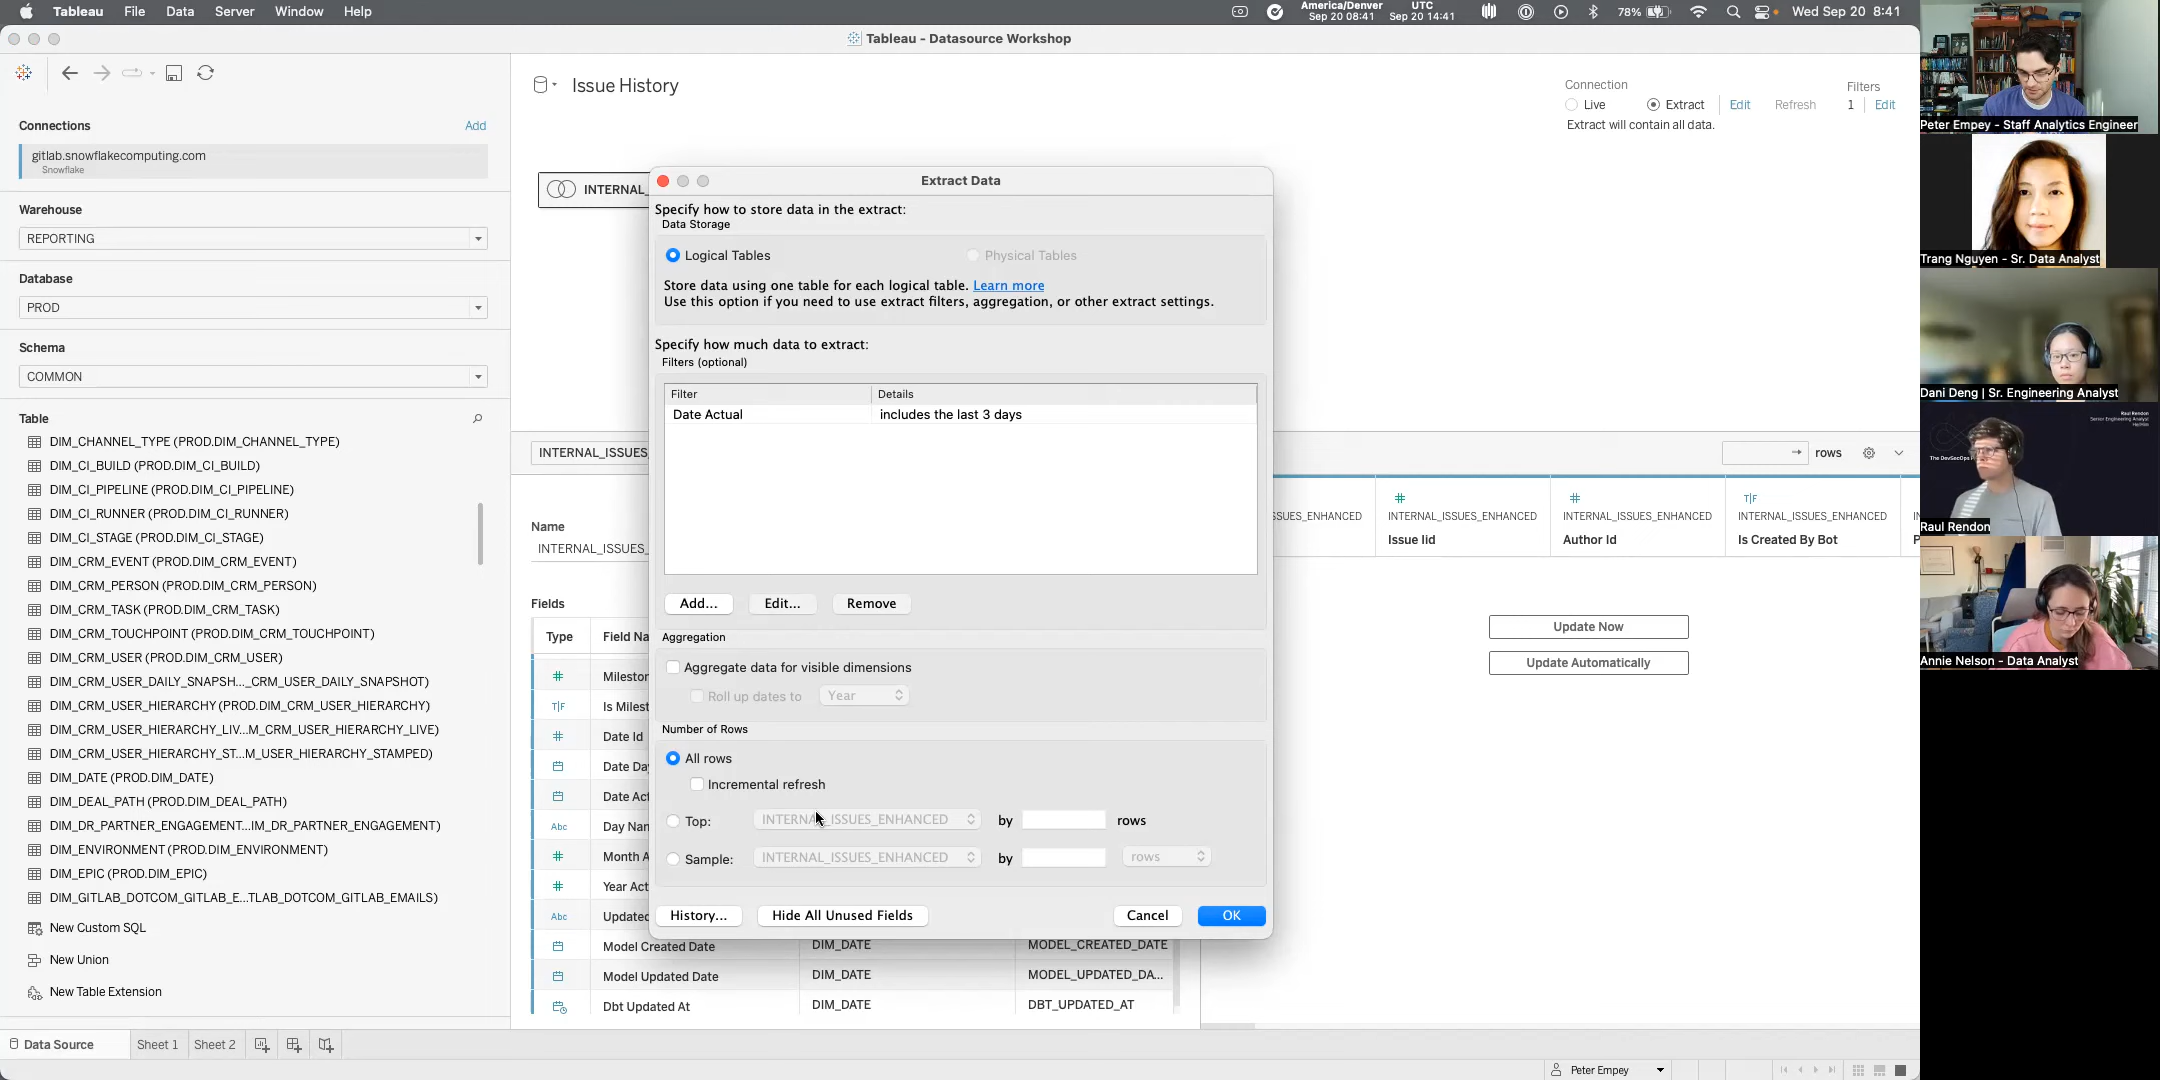 Tableau File Data Server Window Help
America/Denver
Sep 20 08:41
UTC
Sep 20 14:41
78%
Wed Sep 20 8:41
Tableau - Datasource Workshop
Issue History
Connection
Live
Extract
Edit
Refresh
Filters
1
Edit
Extract will contain all data.
Connections
Add
gitlab.snowflakecomputing.com
Snowflake
Warehouse
REPORTING
Database
PROD
Schema
COMMON
Table
DIM_CHANNEL_TYPE (PROD.DIM_CHANNEL_TYPE)
DIM_CI_BUILD (PROD.DIM_CI_BUILD)
DIM_CI_PIPELINE (PROD.DIM_CI_PIPELINE)
DIM_CI_RUNNER (PROD.DIM_CI_RUNNER)
DIM_CI_STAGE (PROD.DIM_CI_STAGE)
DIM_CRM_EVENT (PROD.DIM_CRM_EVENT)
DIM_CRM_PERSON (PROD.DIM_CRM_PERSON)
DIM_CRM_TASK (PROD.DIM_CRM_TASK)
DIM_CRM_TOUCHPOINT (PROD.DIM_CRM_TOUCHPOINT)
DIM_CRM_USER (PROD.DIM_CRM_USER)
DIM_CRM_USER_DAILY_SNAPSH..._CRM_USER_DAILY_SNAPSHOT)
DIM_CRM_USER_HIERARCHY (PROD.DIM_CRM_USER_HIERARCHY)
DIM_CRM_USER_HIERARCHY_LIV...M_CRM_USER_HIERARCHY_LIVE)
DIM_CRM_USER_HIERARCHY_ST...M_USER_HIERARCHY_STAMPED)
DIM_DATE (PROD.DIM_DATE)
DIM_DEAL_PATH (PROD.DIM_DEAL_PATH)
DIM_DR_PARTNER_ENGAGEMENT...IM_DR_PARTNER_ENGAGEMENT)
DIM_ENVIRONMENT (PROD.DIM_ENVIRONMENT)
DIM_EPIC (PROD.DIM_EPIC)
DIM_GITLAB_DOTCOM_GITLAB_E...TLAB_DOTCOM_GITLAB_EMAILS)
New Custom SQL
New Union
New Table Extension
INTERNAL_
Extract Data
Specify how to store data in the extract:
Data Storage
Logical Tables
Physical Tables
Store data using one table for each logical table. Learn more
Use this option if you need to use extract filters, aggregation, or other extract settings.
Specify how much data to extract:
Filters (optional)
Filter
Details
Date Actual
includes the last 3 days
Add...
Edit...
Remove
Aggregation
Aggregate data for visible dimensions
Roll up dates to
Year
Number of Rows
All rows
Incremental refresh
Top:
INTERNAL_ISSUES_ENHANCED
by
rows
Sample:
INTERNAL_ISSUES_ENHANCED
by
rows
History...
Hide All Unused Fields
Cancel
OK
INTERNAL_ISSUES
rows
Name
INTERNAL_ISSUES_
Fields
Type
Field Na
# Mileston
T|F Is Milest
# Date Id
Date Da
Date Act
Abc Day Nam
# Month A
# Year Act
Abc Updated
Model Created Date DIM_DATE MODEL_CREATED_DATE
Model Updated Date DIM_DATE MODEL_UPDATED_DA...
Dbt Updated At DIM_DATE DBT_UPDATED_AT
# # T|F
SSUES_ENHANCED INTERNAL_ISSUES_ENHANCED INTERNAL_ISSUES_ENHANCED INTERNAL_ISSUES_ENHANCED
Issue Iid Author Id Is Created By Bot
Update Now
Update Automatically
Data Source Sheet 1 Sheet 2
Peter Empey
Peter Empey - Staff Analytics Engineer
Trang Nguyen - Sr. Data Analyst
Dani Deng | Sr. Engineering Analyst
Raul Rendon
Senior Engineering Analyst
He/Him
The DevSecOps
Raul Rendon
Annie Nelson - Data Analyst